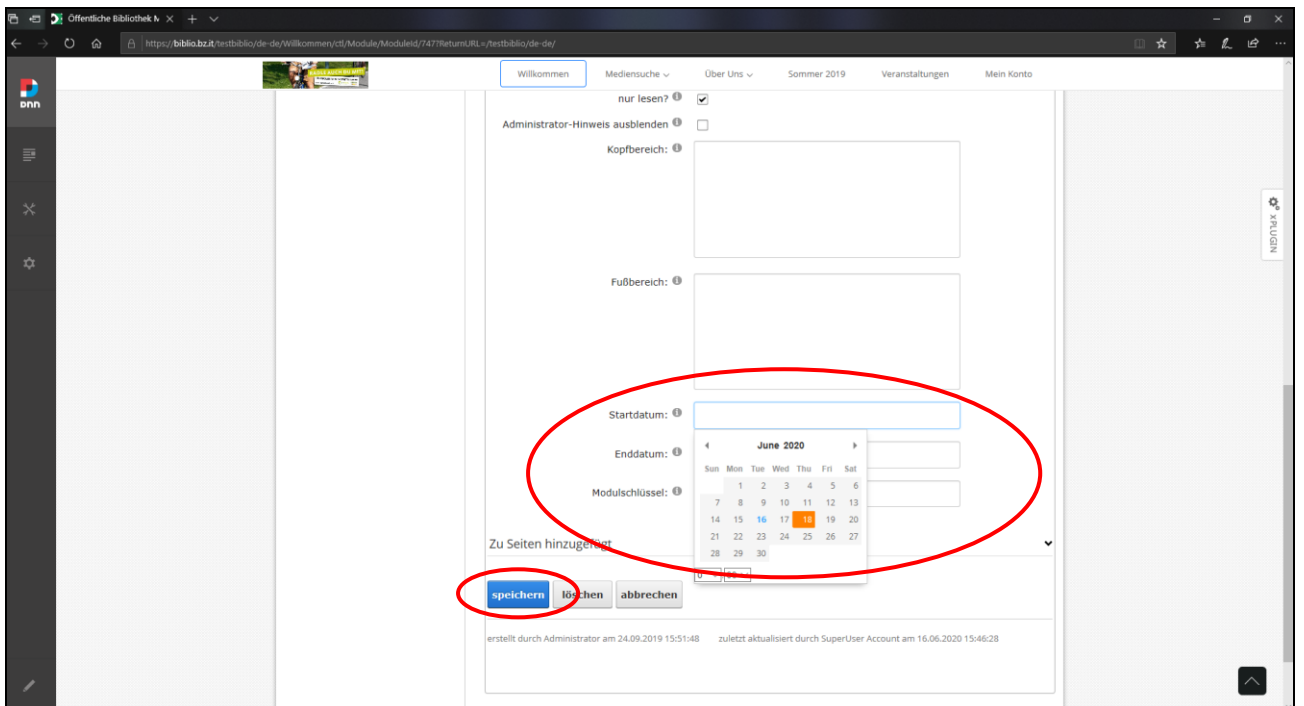 Öffentliche Bibliothek M
https://biblio.bz.it/testbiblio/de-de/Willkommen/ctl/Module/ModuleId/747?ReturnURL=/testbiblio/de-de/
dnn
Willkommen Mediensuche Über Uns Sommer 2019 Veranstaltungen Mein Konto
nur lesen?
Administrator-Hinweis ausblenden
Kopfbereich:
XPLUGIN
Fußbereich:
Startdatum:
June 2020
Enddatum:
Sun Mon Tue Wed Thu Fri Sat
1 2 3 4 5 6
Modulschlüssel:
7 8 9 10 11 12 13
14 15 16 17 18 19 20
21 22 23 24 25 26 27
Zu Seiten hinzugefügt
28 29 30
0
speichern löschen abbrechen
erstellt durch Administrator am 24.09.2019 15:51:48 zuletzt aktualisiert durch SuperUser Account am 16.06.2020 15:46:28